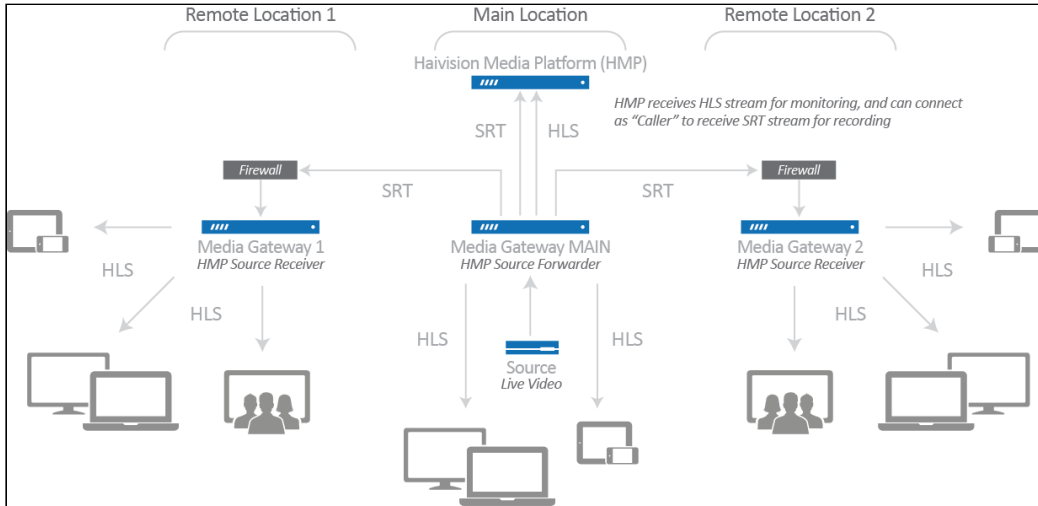 Remote Location 1
Main Location
Remote Location 2
Haivision Media Platform (HMP)
HMP receives HLS stream for monitoring, and can connect
as “Caller” to receive SRT stream for recording
SRT
HLS
Firewall
Firewall
SRT
SRT
Media Gateway 1
HMP Source Receiver
Media Gateway MAIN
HMP Source Forwarder
Media Gateway 2
HMP Source Receiver
HLS
HLS
HLS
HLS
HLS
HLS
Source
Live Video